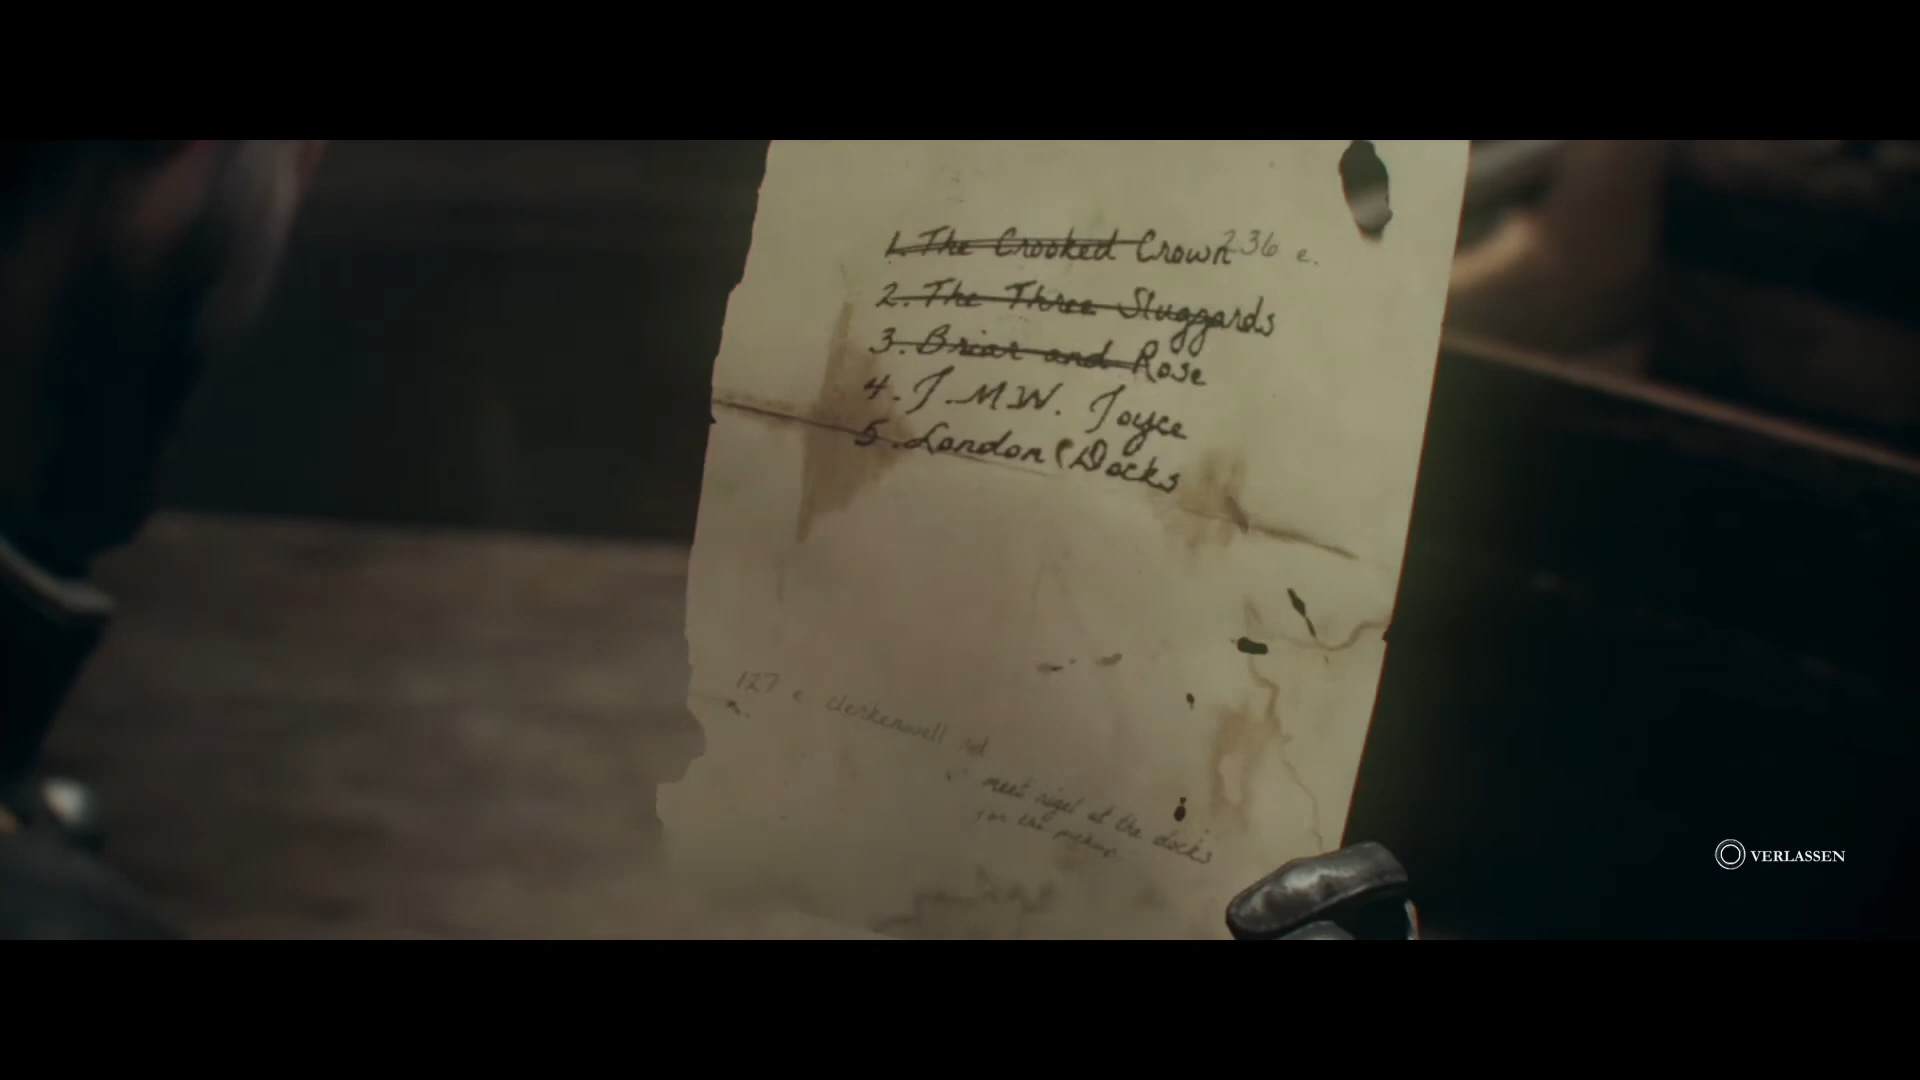 1. The Crooked Crown 236 e.
2. The Three Sluggards
3. Briar and Rose
4. J.M.W. Joyce
5. London (Docks
127 e clerkenwell rd
meet nigel at the docks
for the pickup
VERLASSEN